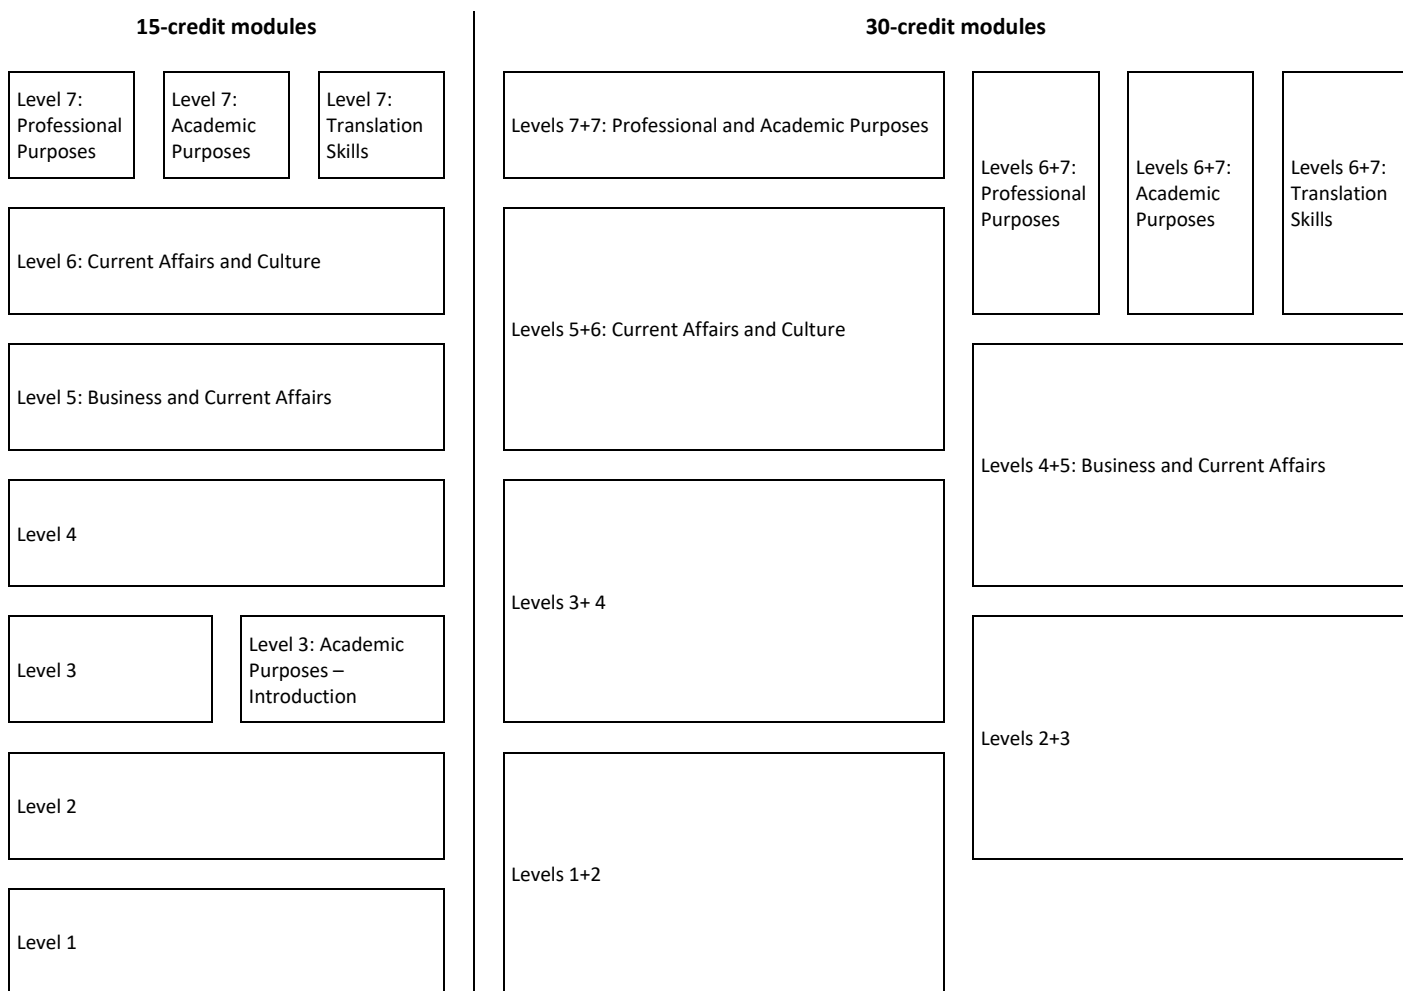 15-credit modules
30-credit modules
Level 7:
Professional
Purposes
Level 7:
Academic
Purposes
Level 7:
Translation
Skills
Level 6: Current Affairs and Culture
Level 5: Business and Current Affairs
Level 4
Level 3
Level 3: Academic
Purposes –
Introduction
Level 2
Level 1
Levels 7+7: Professional and Academic Purposes
Levels 5+6: Current Affairs and Culture
Levels 3+ 4
Levels 1+2
Levels 6+7:
Professional
Purposes
Levels 6+7:
Academic
Purposes
Levels 6+7:
Translation
Skills
Levels 4+5: Business and Current Affairs
Levels 2+3